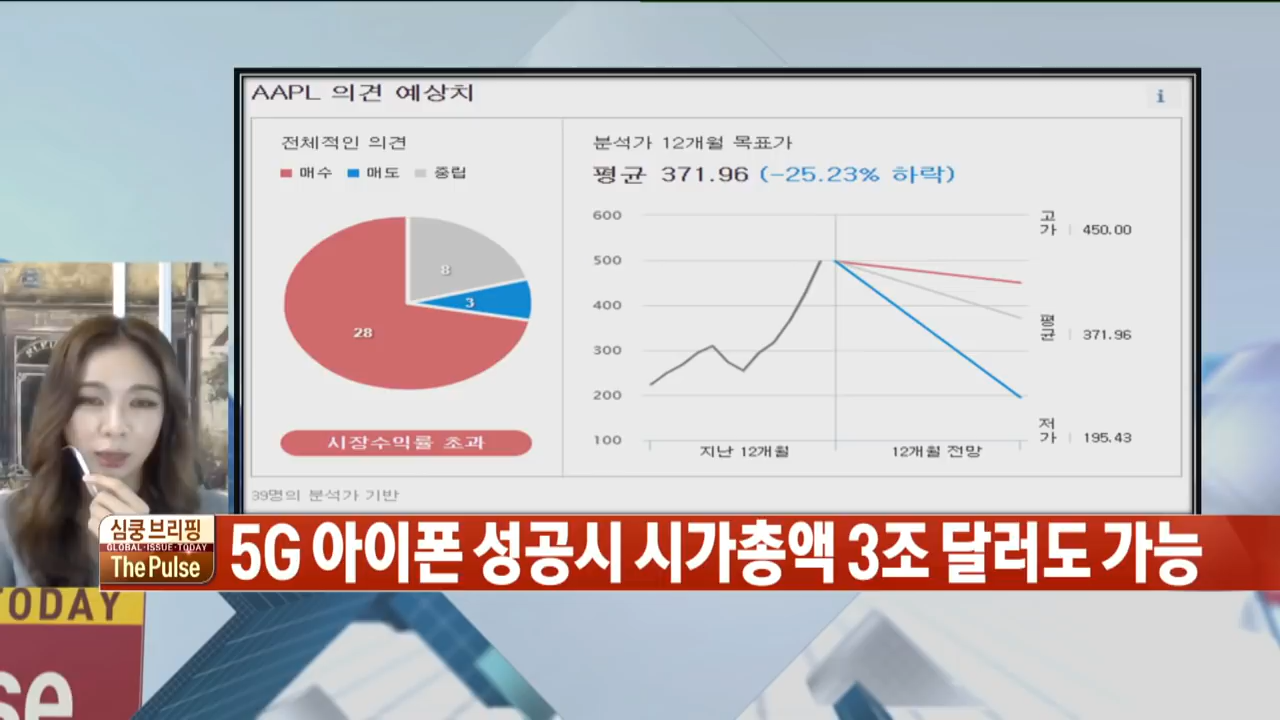 AAPL 의견 예상치
i
전체적인 의견
매수 매도 중립
8
3
28
시장수익률 초과
39명의 분석가 기반
분석가 12개월 목표가
평균 371.96 (-25.23% 하락)
600
500
400
300
200
100
지난 12개월
12개월 전망
고가 450.00
평균 371.96
저가 195.43
심쿵 브리핑
GLOBAL·ISSUE·TODAY
The Pulse
5G 아이폰 성공시 시가총액 3조 달러도 가능
TODAY
se